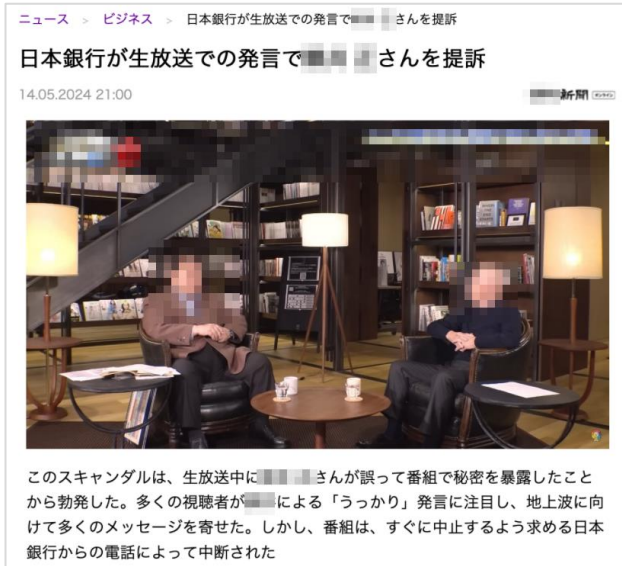 ニュース > ビジネス > 日本銀行が生放送での発言で さんを提訴
日本銀行が生放送での発言で さんを提訴
14.05.2024 21:00
新聞 オンライン
このスキャンダルは、生放送中に さんが誤って番組で秘密を暴露したこと
から勃発した。多くの視聴者が による「うっかり」発言に注目し、地上波に向
けて多くのメッセージを寄せた。しかし、番組は、すぐに中止するよう求める日本
銀行からの電話によって中断された